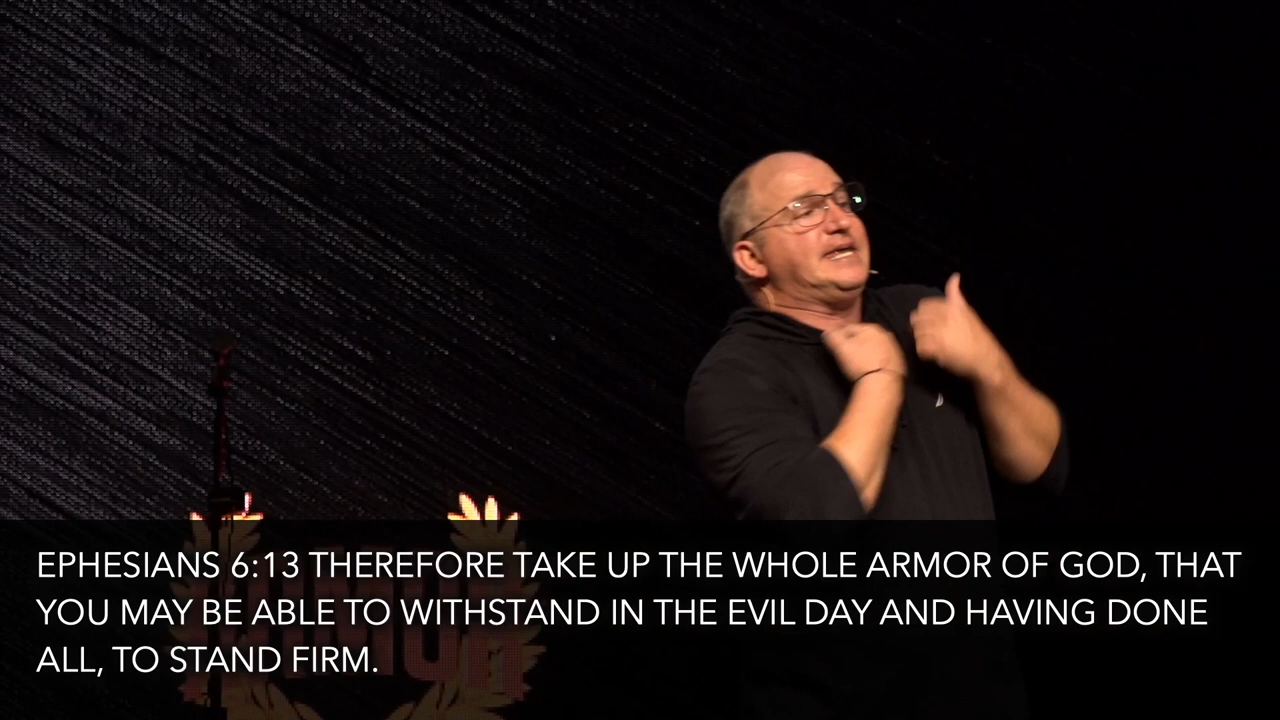 EPHESIANS 6:13 THEREFORE TAKE UP THE WHOLE ARMOR OF GOD, THAT
YOU MAY BE ABLE TO WITHSTAND IN THE EVIL DAY AND HAVING DONE
ALL, TO STAND FIRM.